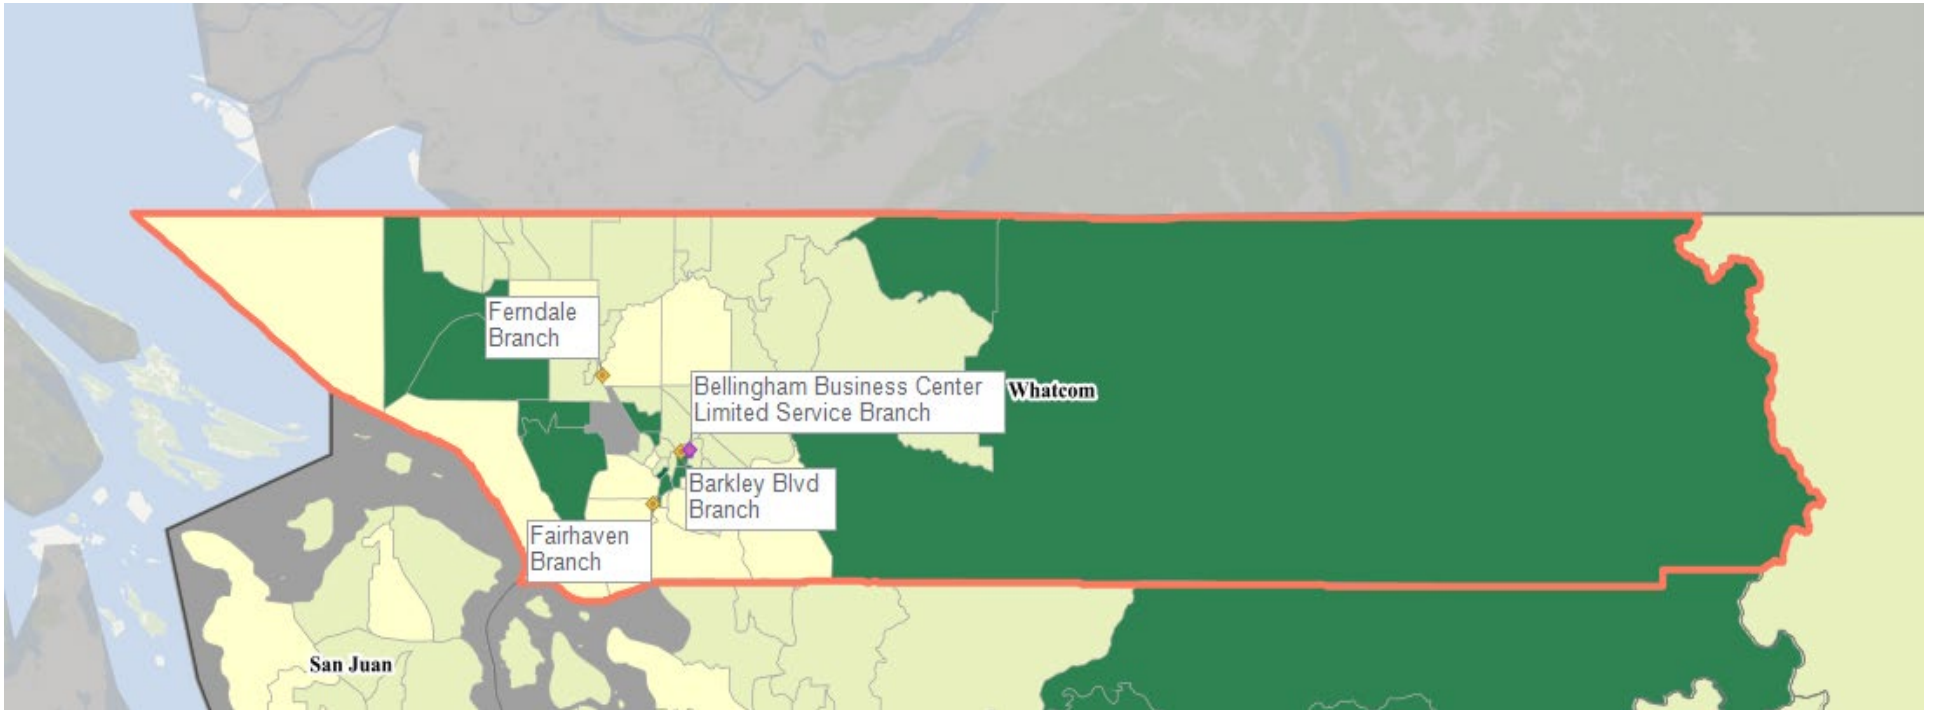 Ferndale
Branch
Bellingham Business Center
Limited Service Branch
Whatcom
Barkley Blvd
Branch
Fairhaven
Branch
San Juan